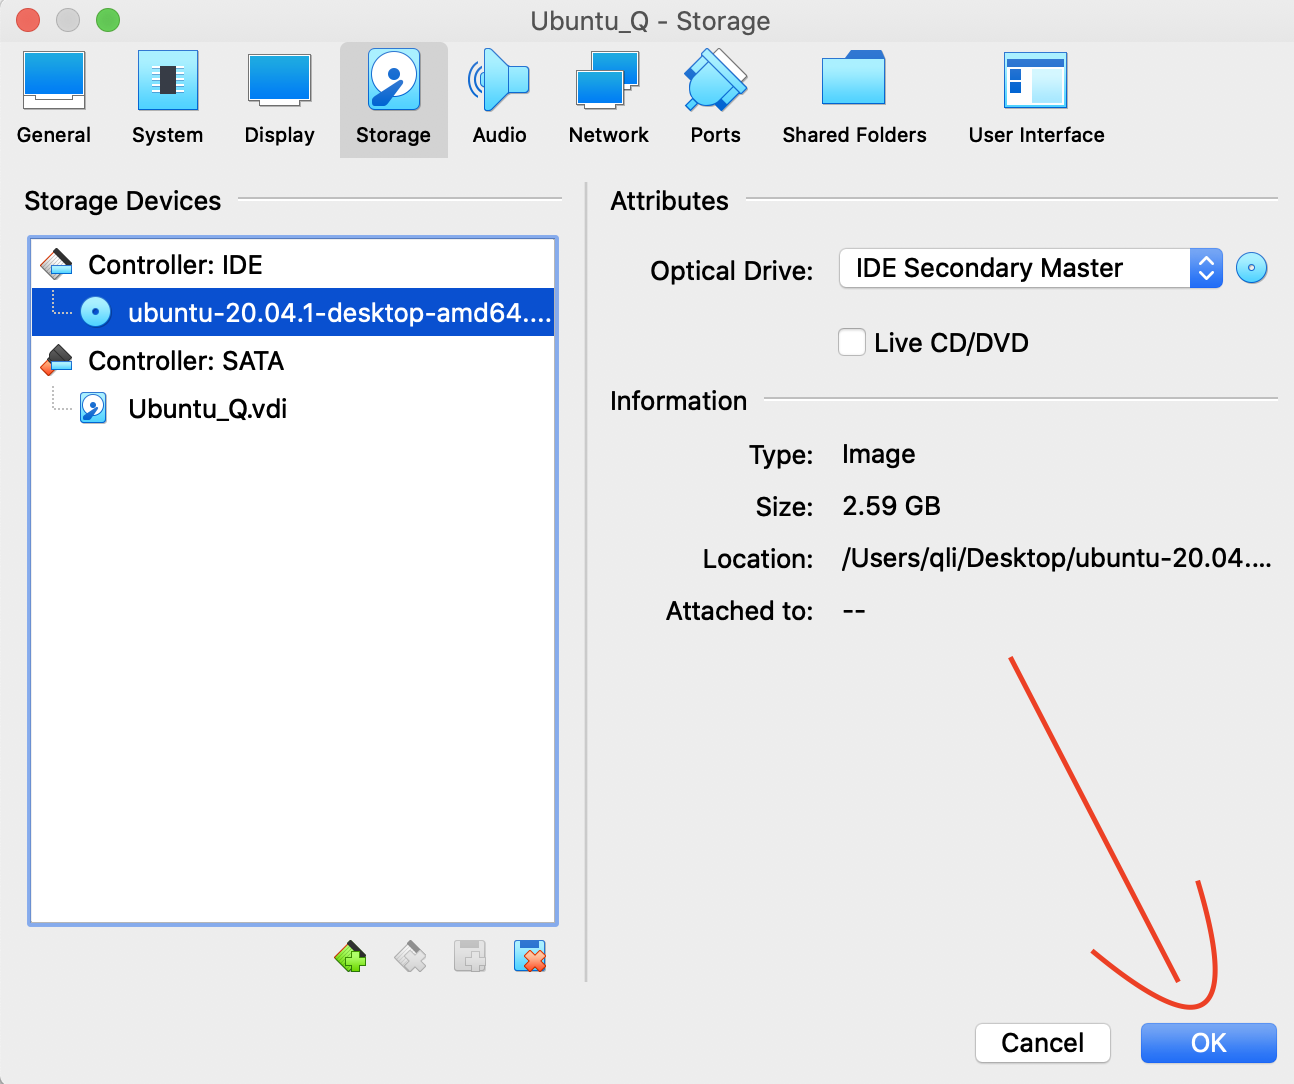 Ubuntu_Q - Storage
General System Display Storage Audio Network Ports Shared Folders User Interface
Storage Devices
Controller: IDE
ubuntu-20.04.1-desktop-amd64....
Controller: SATA
Ubuntu_Q.vdi
Attributes
Optical Drive: IDE Secondary Master
Live CD/DVD
Information
Type: Image
Size: 2.59 GB
Location: /Users/qli/Desktop/ubuntu-20.04....
Attached to: --
Cancel OK